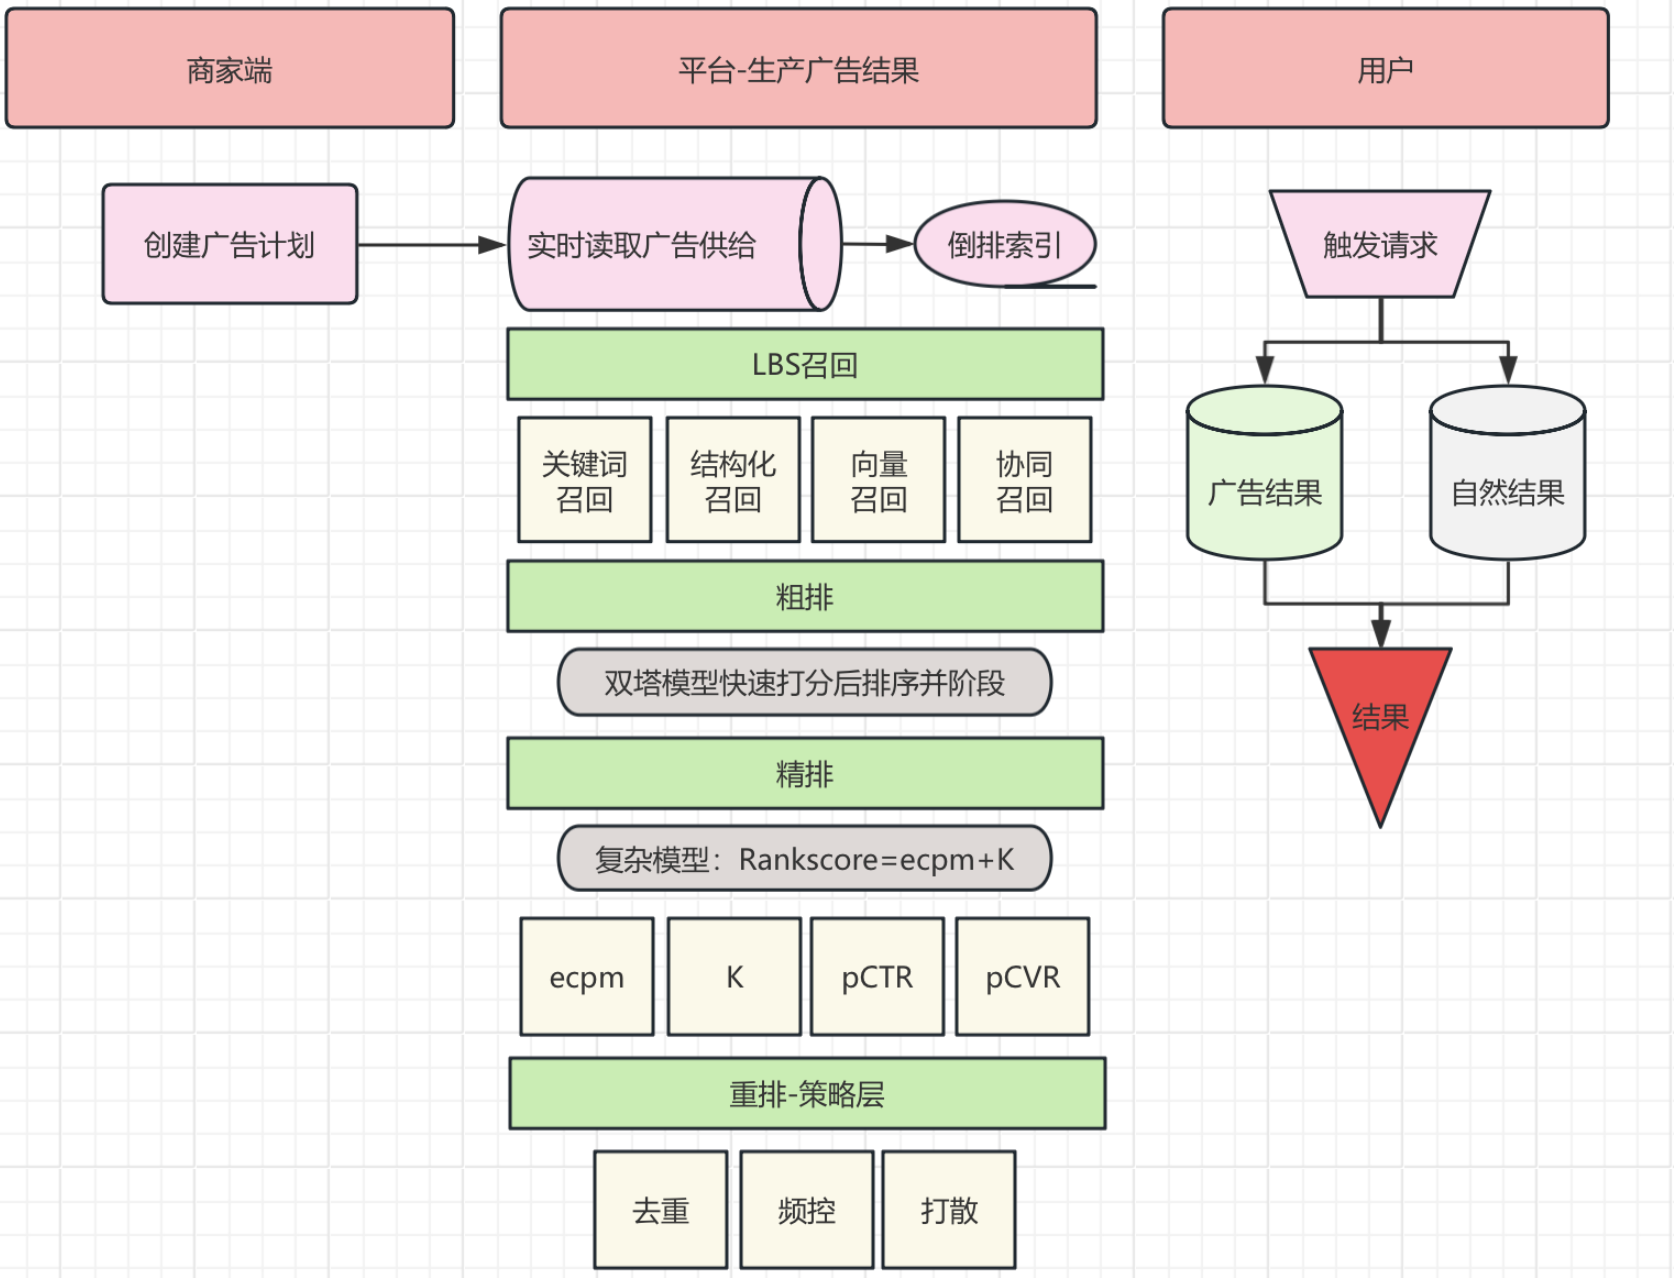 商家端
平台-生产广告结果
用户
创建广告计划
实时读取广告供给
倒排索引
触发请求
LBS召回
关键词
召回
结构化
召回
向量
召回
协同
召回
广告结果
自然结果
粗排
双塔模型快速打分后排序并阶段
结果
精排
复杂模型：Rankscore=ecpm+K
ecpm
K
pCTR
pCVR
重排-策略层
去重
频控
打散